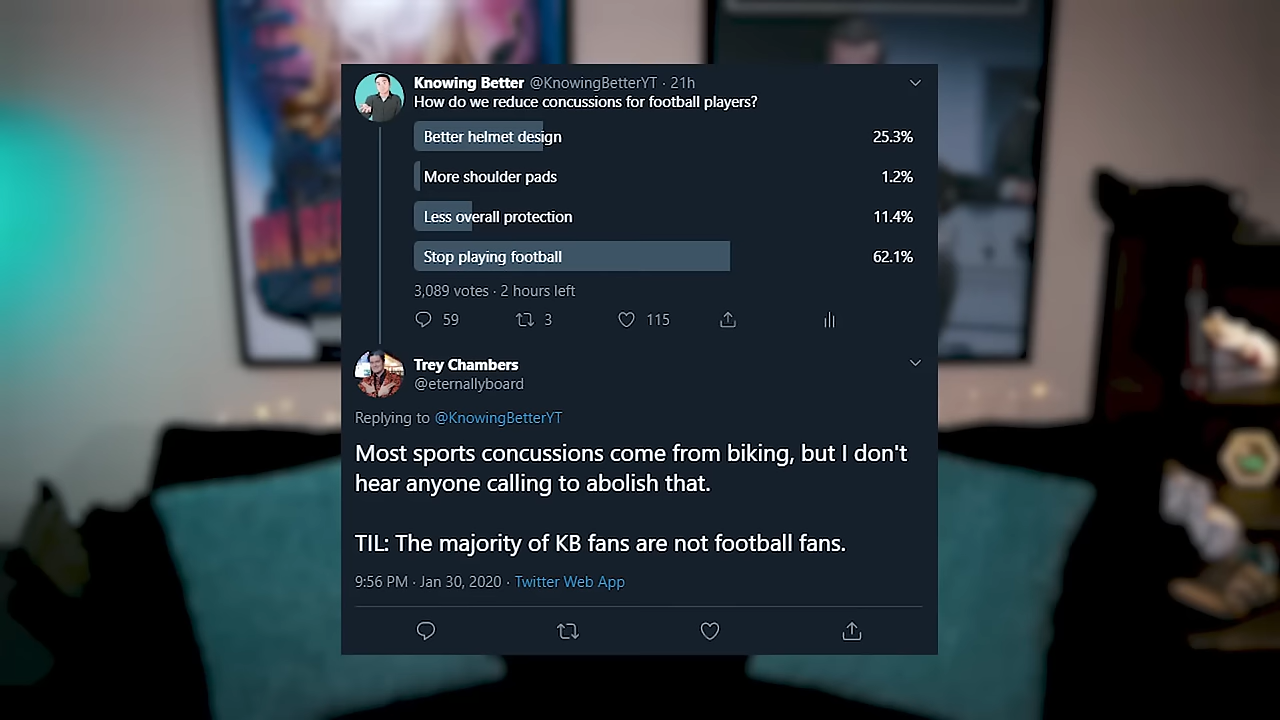 Knowing Better @KnowingBetterYT · 21h
How do we reduce concussions for football players?
Better helmet design 25.3%
More shoulder pads 1.2%
Less overall protection 11.4%
Stop playing football 62.1%
3,089 votes · 2 hours left
59 3 115
Trey Chambers
@eternallyboard
Replying to @KnowingBetterYT
Most sports concussions come from biking, but I don't
hear anyone calling to abolish that.
TIL: The majority of KB fans are not football fans.
9:56 PM · Jan 30, 2020 · Twitter Web App